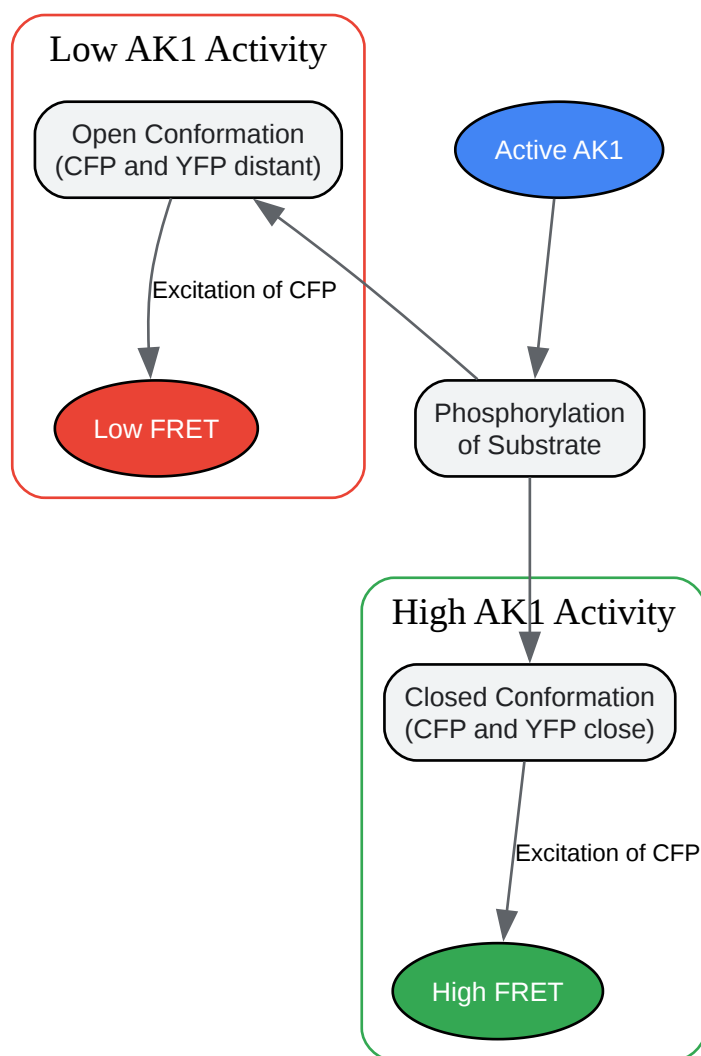 Low AK1 Activity
Open Conformation
(CFP and YFP distant)
Active AK1
Excitation of CFP
Low FRET
Phosphorylation
of Substrate
High AK1 Activity
Closed Conformation
(CFP and YFP close)
Excitation of CFP
High FRET